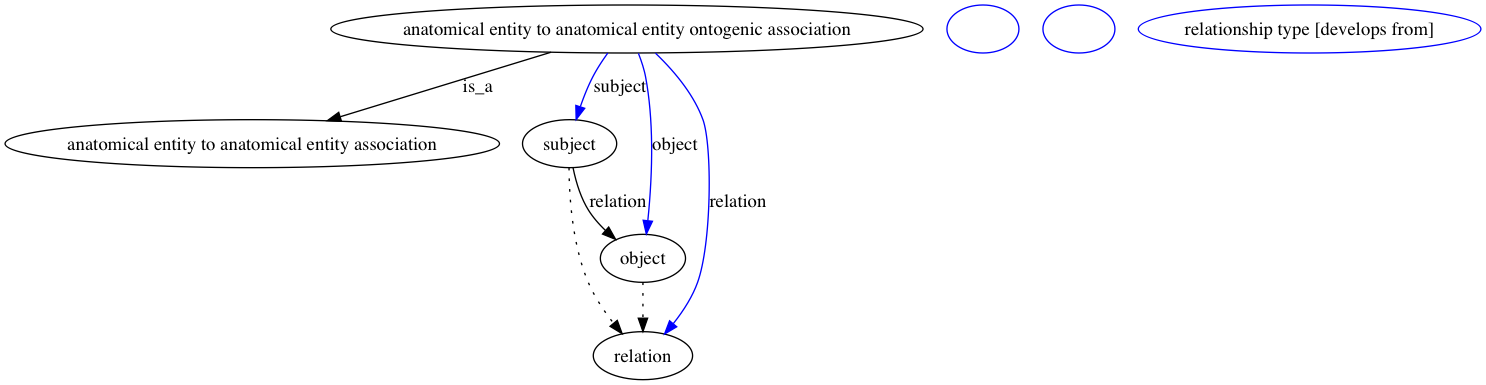 anatomical entity to anatomical entity ontogenic association
relationship type [develops from]
is_a
subject
anatomical entity to anatomical entity association
subject
object
relation
relation
object
relation